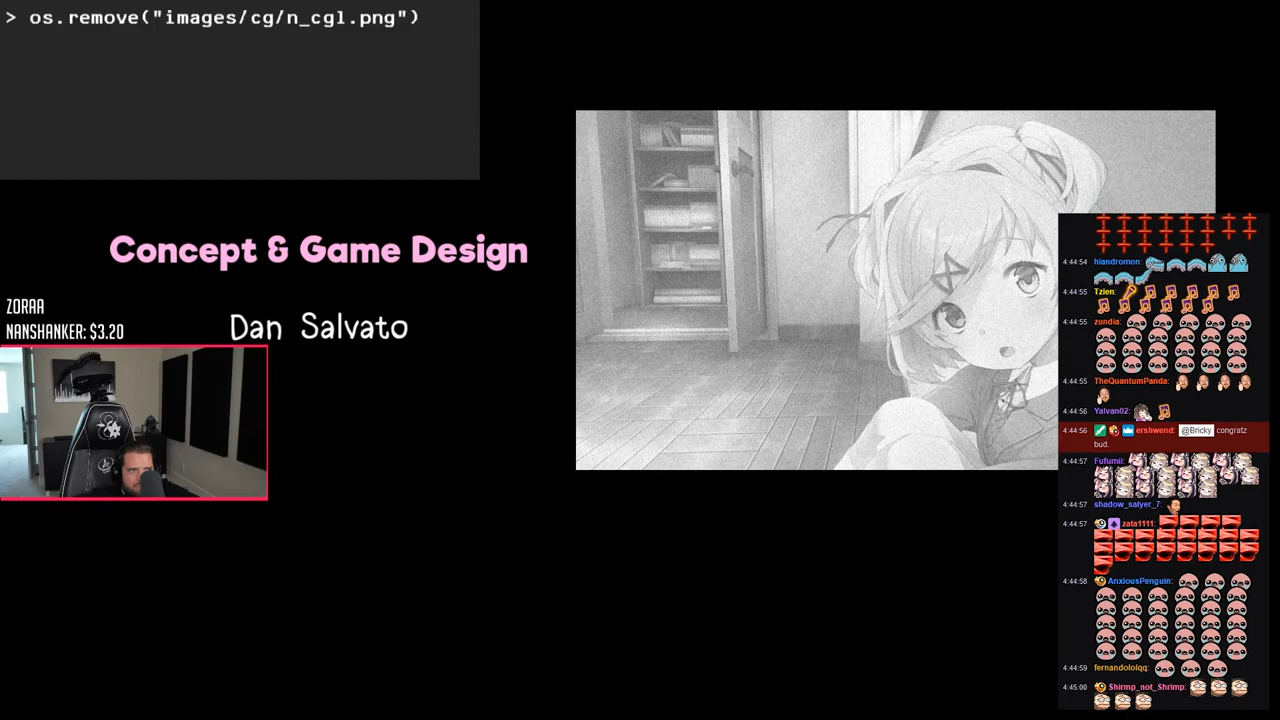 > os.remove("images/cg/n_cg1.png")
Concept & Game Design
Dan Salvato
ZORAA
NANSHANKER: $3.20
4:44:54 hiandromon:
4:44:55 Tzien:
4:44:55 zundia:
4:44:55 TheQuantumPanda:
4:44:56 Yalvan02:
4:44:56 ershwend: @Bricky congratz
bud.
4:44:57 Fufumii:
4:44:57 shadow_salyer_7:
4:44:57 zata1111:
4:44:58 AnxiousPenguin:
4:44:59 fernandololqq:
4:45:00 Shirmp_not_Shrimp: